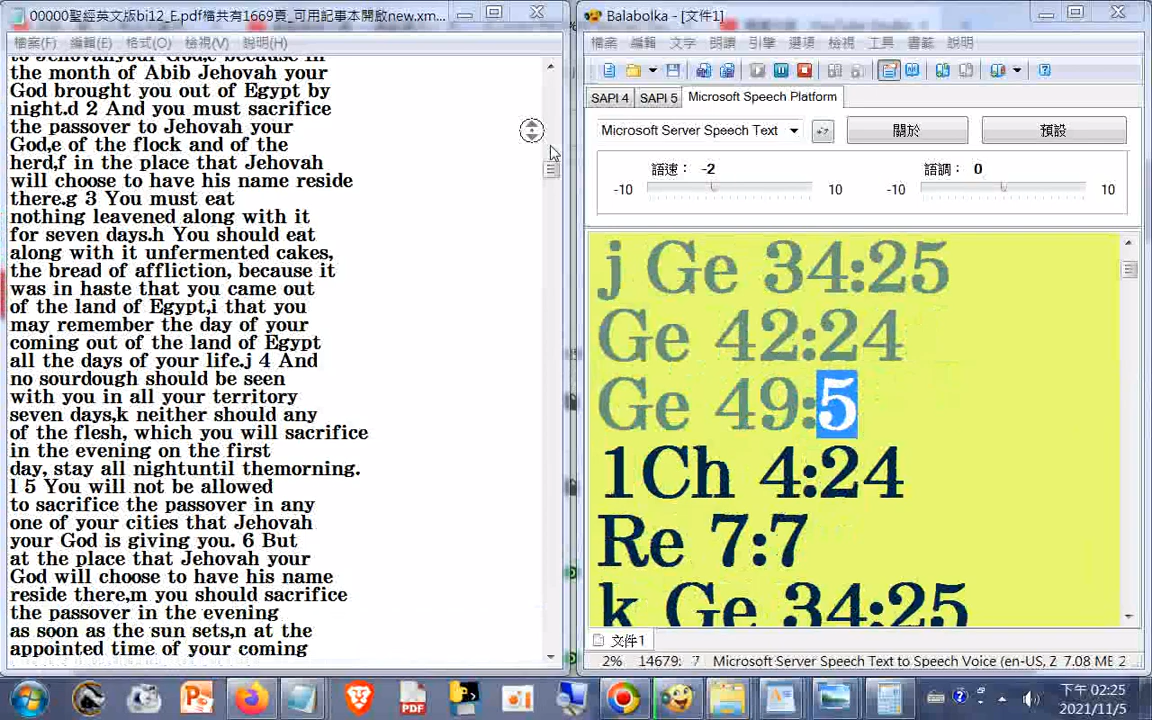 00000聖經英文版bi12_E.pdf檔共有1669頁_可用記事本開啟new.xm...
檔案(F) 編輯(E) 格式(O) 檢視(V) 說明(H)
to Jehovahyour God,c because in
the month of Abib Jehovah your
God brought you out of Egypt by
night.d 2 And you must sacrifice
the passover to Jehovah your
God,e of the flock and of the
herd,f in the place that Jehovah
will choose to have his name reside
there.g 3 You must eat
nothing leavened along with it
for seven days.h You should eat
along with it unfermented cakes,
the bread of affliction, because it
was in haste that you came out
of the land of Egypt,i that you
may remember the day of your
coming out of the land of Egypt
all the days of your life.j 4 And
no sourdough should be seen
with you in all your territory
seven days,k neither should any
of the flesh, which you will sacrifice
in the evening on the first
day, stay all nightuntil themorning.
l 5 You will not be allowed
to sacrifice the passover in any
one of your cities that Jehovah
your God is giving you. 6 But
at the place that Jehovah your
God will choose to have his name
reside there,m you should sacrifice
the passover in the evening
as soon as the sun sets,n at the
appointed time of your coming
Balabolka - [文件1]
檔案 編輯 文字 朗讀 引擎 選項 檢視 工具 書籤 說明
SAPI 4 SAPI 5 Microsoft Speech Platform
Microsoft Server Speech Text 關於 預設
語速: -2 語調: 0
-10 10 -10 10
j Ge 34:25
Ge 42:24
Ge 49:5
1Ch 4:24
Re 7:7
k Ge 34:25
文件1
2% 14679: 7 Microsoft Server Speech Text to Speech Voice (en-US, Z 7.08 MB 2
PDF
下午 02:25
2021/11/5